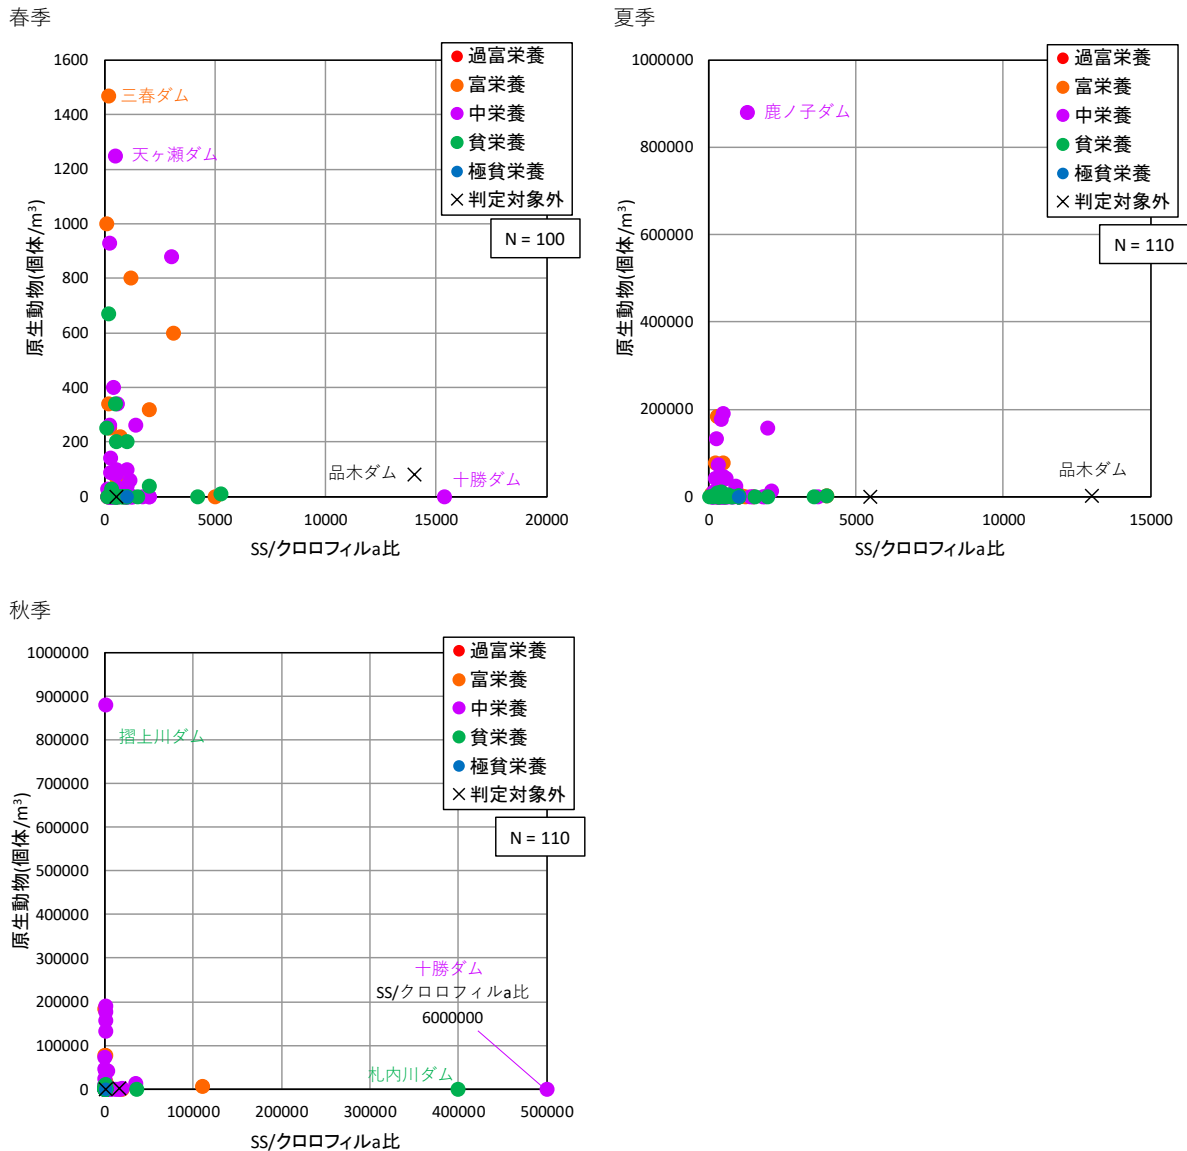 春季
1600
1400
1200
1000
800
600
400
200
0
0
5000
10000
15000
20000
原生動物(個体/m³)
SS/クロロフィルa比
三春ダム
天ヶ瀬ダム
品木ダム
十勝ダム
過富栄養
富栄養
中栄養
貧栄養
極貧栄養
判定対象外
N = 100
夏季
1000000
800000
600000
400000
200000
0
0
5000
10000
15000
原生動物(個体/m³)
SS/クロロフィルa比
鹿ノ子ダム
品木ダム
過富栄養
富栄養
中栄養
貧栄養
極貧栄養
判定対象外
N = 110
秋季
1000000
900000
800000
700000
600000
500000
400000
300000
200000
100000
0
0
100000
200000
300000
400000
500000
原生動物(個体/m³)
SS/クロロフィルa比
摺上川ダム
十勝ダム
SS/クロロフィルa比
6000000
札内川ダム
過富栄養
富栄養
中栄養
貧栄養
極貧栄養
判定対象外
N = 110